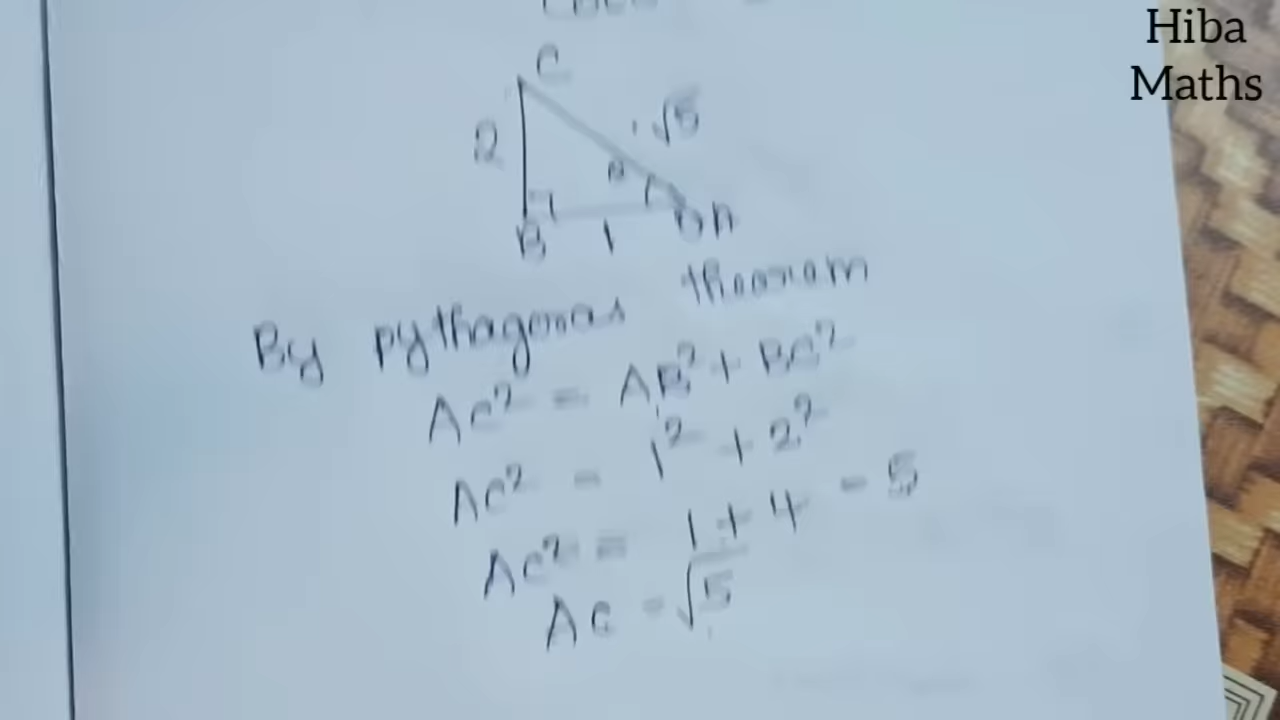 Hiba
Maths
C
2
√5
B
1
A
By pythagoras theorem
AC² = AB² + BC²
AC² = 1² + 2²
AC² = 1 + 4 = 5
AC = √5